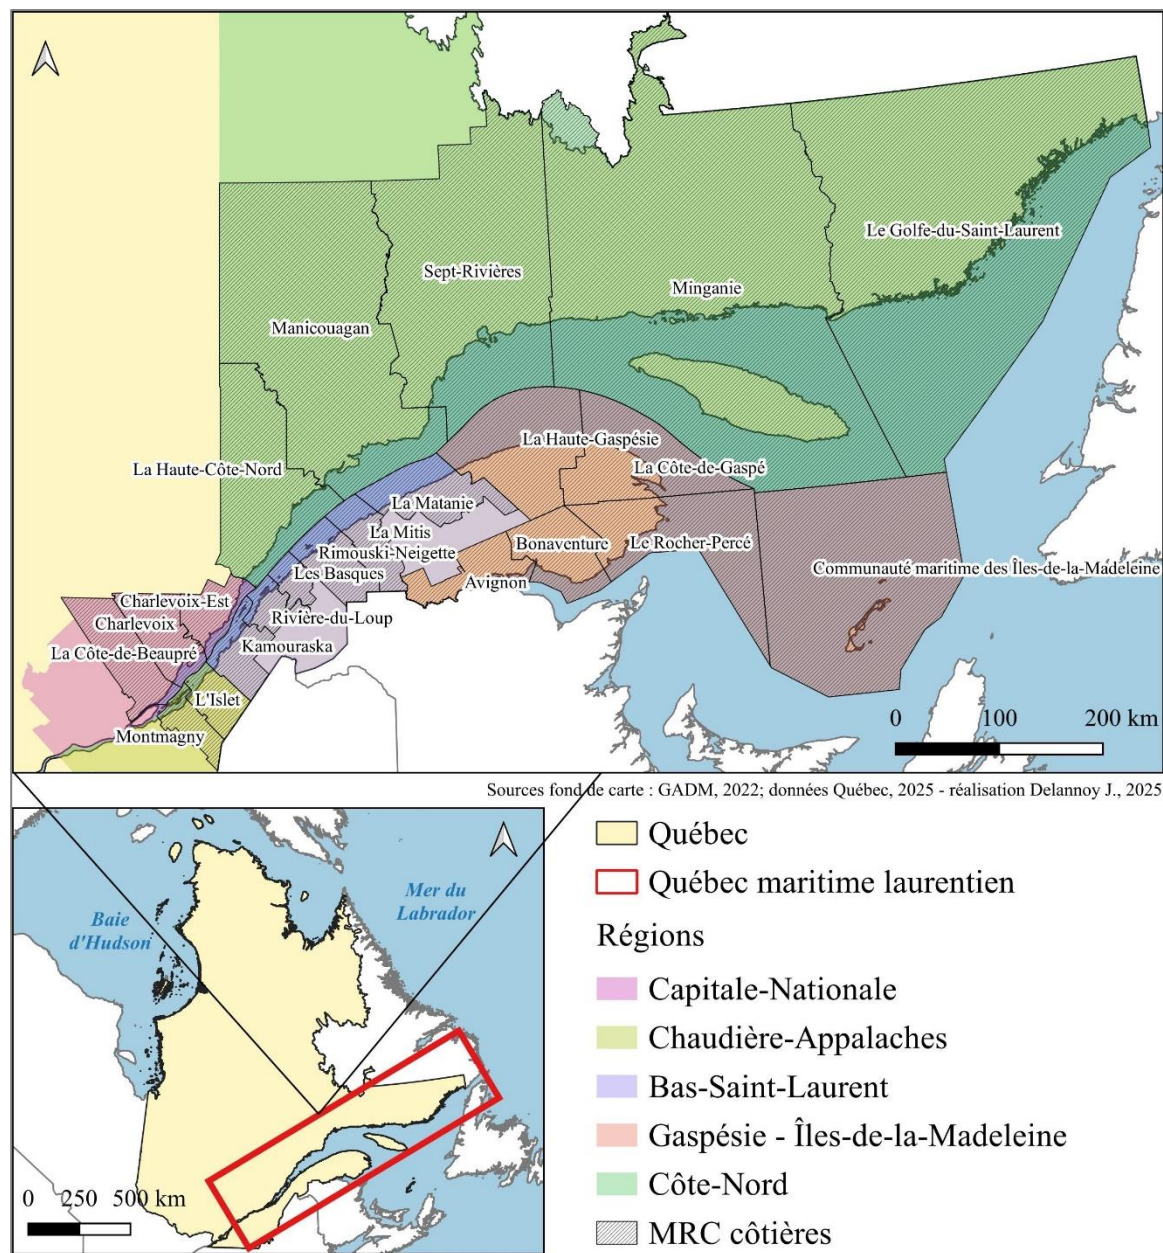 Le Golfe-du-Saint-Laurent
Sept-Rivières
Minganie
Manicouagan
La Haute-Gaspésie
La Haute-Côte-Nord
La Côte-de-Gaspé
La Matanie
La Mitis
Rimouski-Neigette
Bonaventure
Le Rocher-Percé
Les Basques
Avignon
Communauté maritime des Îles-de-la-Madeleine
Charlevoix-Est
Charlevoix
Rivière-du-Loup
La Côte-de-Beaupré
Kamouraska
L'Islet
Montmagny
0 100 200 km
Sources fond de carte : GADM, 2022; données Québec, 2025 - réalisation Delannoy J., 2025
Baie
d'Hudson
Mer du
Labrador
0 250 500 km
Québec
Québec maritime laurentien
Régions
Capitale-Nationale
Chaudière-Appalaches
Bas-Saint-Laurent
Gaspésie - Îles-de-la-Madeleine
Côte-Nord
MRC côtières